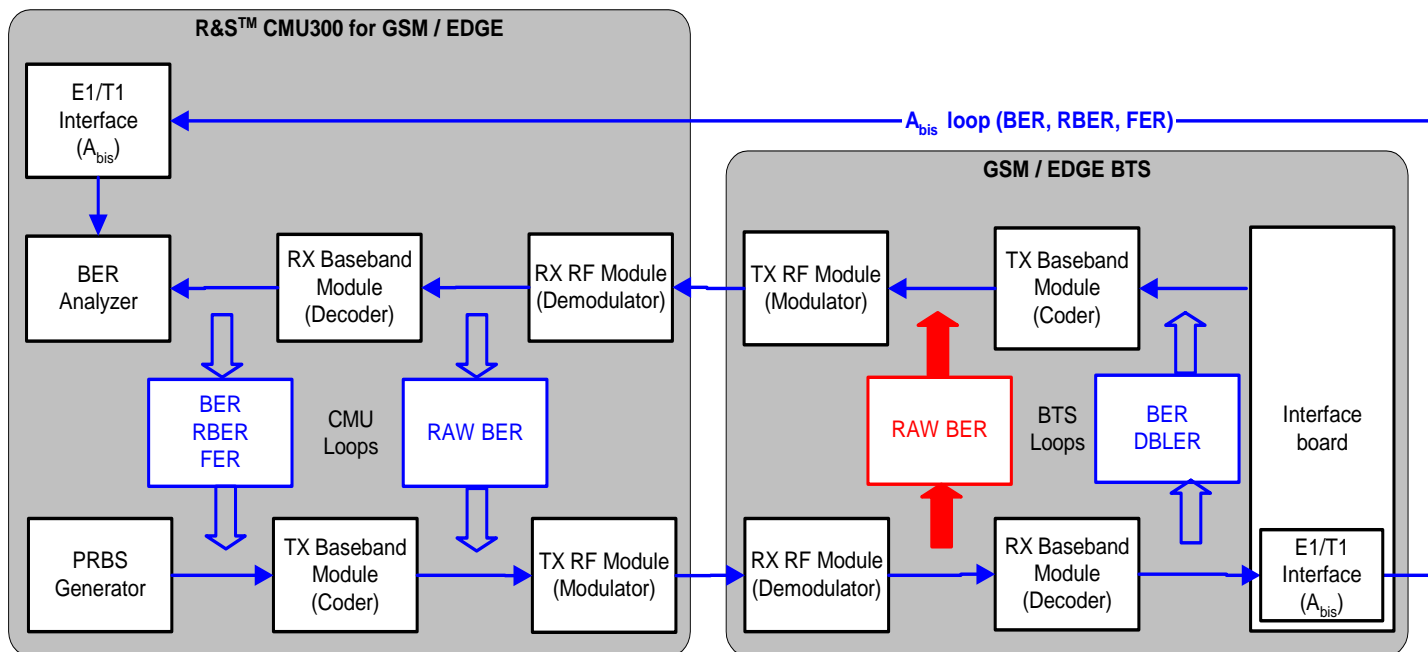 R&S™ CMU300 for GSM / EDGE
E1/T1
Interface
(Abis)
Abis loop (BER, RBER, FER)
GSM / EDGE BTS
BER
Analyzer
RX Baseband
Module
(Decoder)
RX RF Module
(Demodulator)
TX RF Module
(Modulator)
TX Baseband
Module
(Coder)
BER
RBER
FER
CMU
Loops
RAW BER
RAW BER
BTS
Loops
BER
DBLER
Interface
board
PRBS
Generator
TX Baseband
Module
(Coder)
TX RF Module
(Modulator)
RX RF Module
(Demodulator)
RX Baseband
Module
(Decoder)
E1/T1
Interface
(Abis)